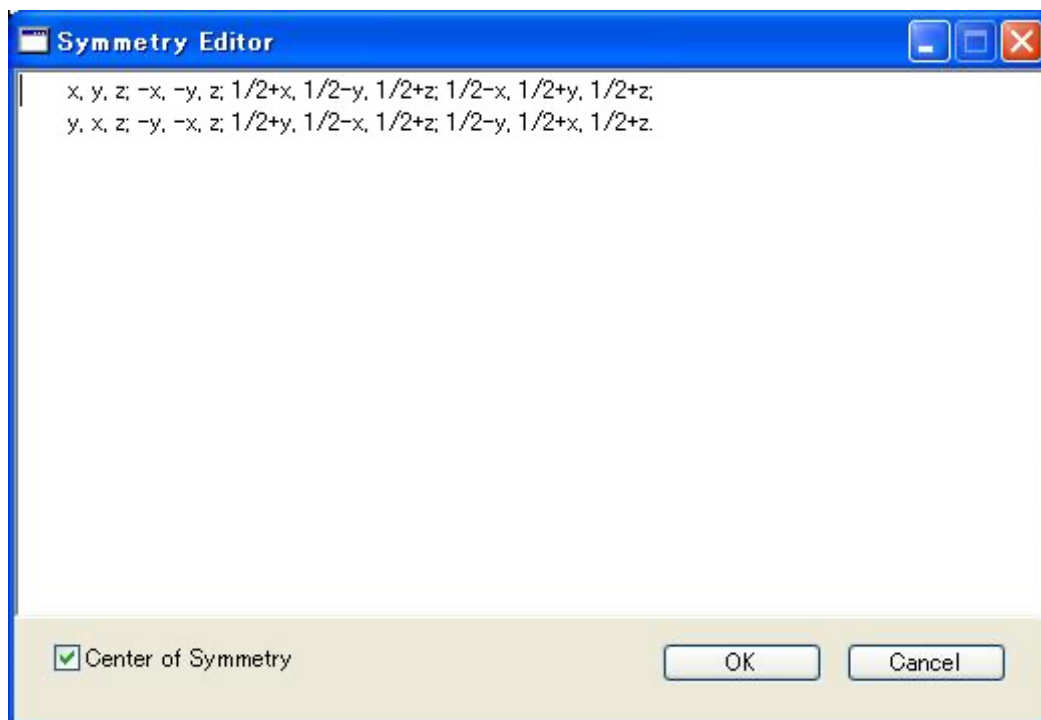 Symmetry Editor
x, y, z; -x, -y, z; 1/2+x, 1/2-y, 1/2+z; 1/2-x, 1/2+y, 1/2+z;
y, x, z; -y, -x, z; 1/2+y, 1/2-x, 1/2+z; 1/2-y, 1/2+x, 1/2+z.
Center of Symmetry
OK
Cancel